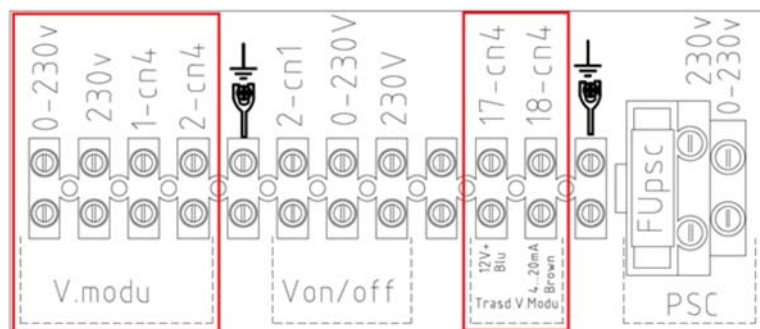 0-230v
230v
1-cn4
2-cn4
2-cn1
0-230V
230V
17-cn4
18-cn4
230v
0-230v
FUpsc
12V+
Blu
4...20mA
Brown
V.modu
Von/off
Trasd.V.Modu
PSC